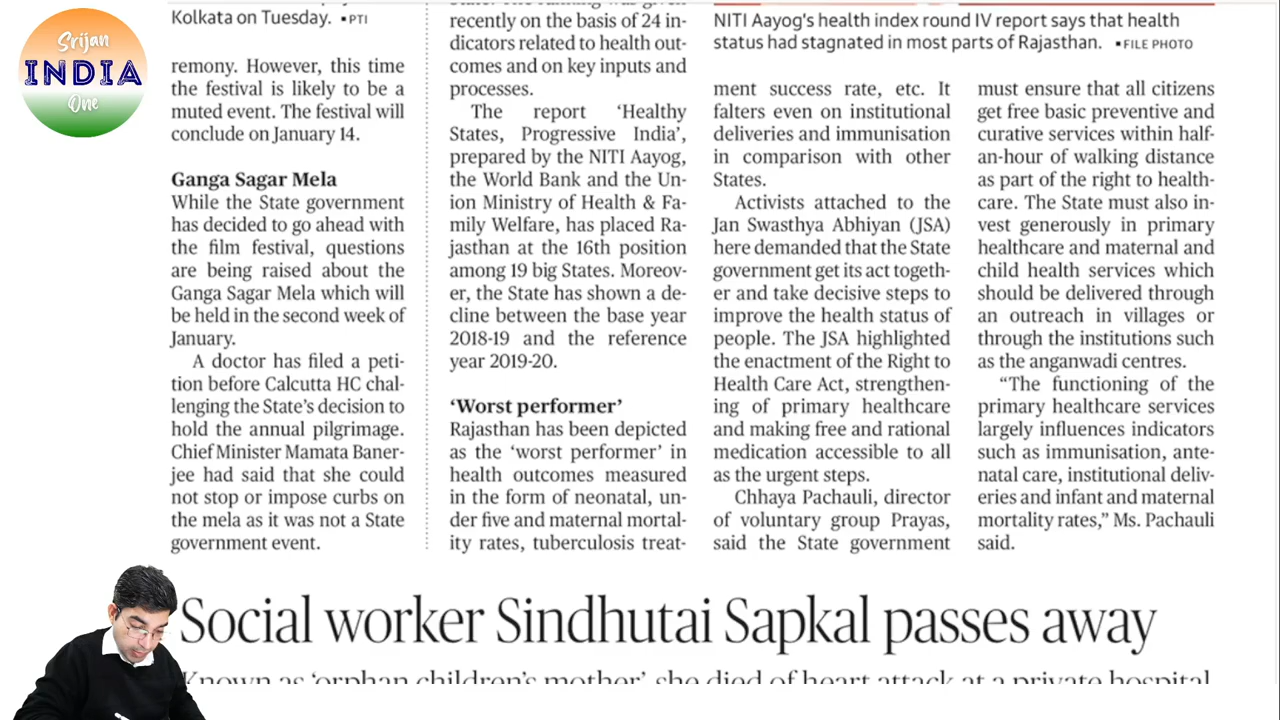 Srijan
INDIA
One
Kolkata on Tuesday. ▪PTI
remony. However, this time
the festival is likely to be a
muted event. The festival will
conclude on January 14.
Ganga Sagar Mela
While the State government
has decided to go ahead with
the film festival, questions
are being raised about the
Ganga Sagar Mela which will
be held in the second week of
January.
A doctor has filed a peti-
tion before Calcutta HC chal-
lenging the State's decision to
hold the annual pilgrimage.
Chief Minister Mamata Baner-
jee had said that she could
not stop or impose curbs on
the mela as it was not a State
government event.
recently on the basis of 24 in-
dicators related to health out-
comes and on key inputs and
processes.
The report ‘Healthy
States, Progressive India’,
prepared by the NITI Aayog,
the World Bank and the Un-
ion Ministry of Health & Fa-
mily Welfare, has placed Ra-
jasthan at the 16th position
among 19 big States. Moreov-
er, the State has shown a de-
cline between the base year
2018-19 and the reference
year 2019-20.
‘Worst performer’
Rajasthan has been depicted
as the ‘worst performer’ in
health outcomes measured
in the form of neonatal, un-
der five and maternal mortal-
ity rates, tuberculosis treat-
NITI Aayog's health index round IV report says that health
status had stagnated in most parts of Rajasthan. ▪FILE PHOTO
ment success rate, etc. It
falters even on institutional
deliveries and immunisation
in comparison with other
States.
Activists attached to the
Jan Swasthya Abhiyan (JSA)
here demanded that the State
government get its act togeth-
er and take decisive steps to
improve the health status of
people. The JSA highlighted
the enactment of the Right to
Health Care Act, strengthen-
ing of primary healthcare
and making free and rational
medication accessible to all
as the urgent steps.
Chhaya Pachauli, director
of voluntary group Prayas,
said the State government
must ensure that all citizens
get free basic preventive and
curative services within half-
an-hour of walking distance
as part of the right to health-
care. The State must also in-
vest generously in primary
healthcare and maternal and
child health services which
should be delivered through
an outreach in villages or
through the institutions such
as the anganwadi centres.
“The functioning of the
primary healthcare services
largely influences indicators
such as immunisation, ante-
natal care, institutional deliv-
eries and infant and maternal
mortality rates,” Ms. Pachauli
said.
Social worker Sindhutai Sapkal passes away
Known as ‘orphan children’s mother’, she died of heart attack at a private hospital